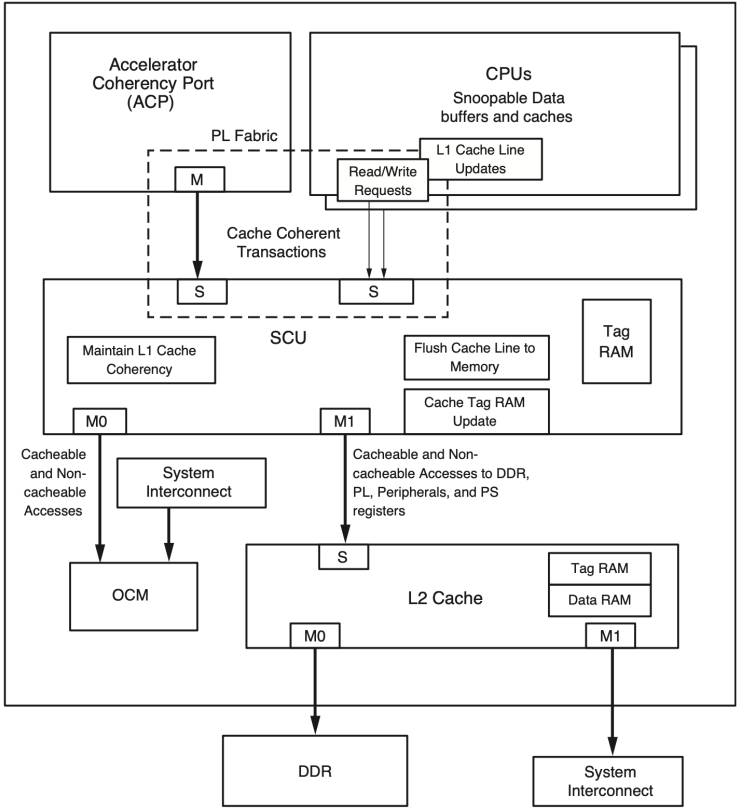 Accelerator
Coherency Port
(ACP)
CPUs
Snoopable Data
buffers and caches
PL Fabric
L1 Cache Line
Updates
Read/Write
Requests
M
Cache Coherent
Transactions
S
S
SCU
Tag
RAM
Maintain L1 Cache
Coherency
Flush Cache Line to
Memory
Cache Tag RAM
Update
M0
M1
Cacheable
and Non-
cacheable
Accesses
System
Interconnect
Cacheable and Non-
cacheable Accesses to DDR,
PL, Peripherals, and PS
registers
OCM
S
L2 Cache
Tag RAM
Data RAM
M0
M1
DDR
System
Interconnect